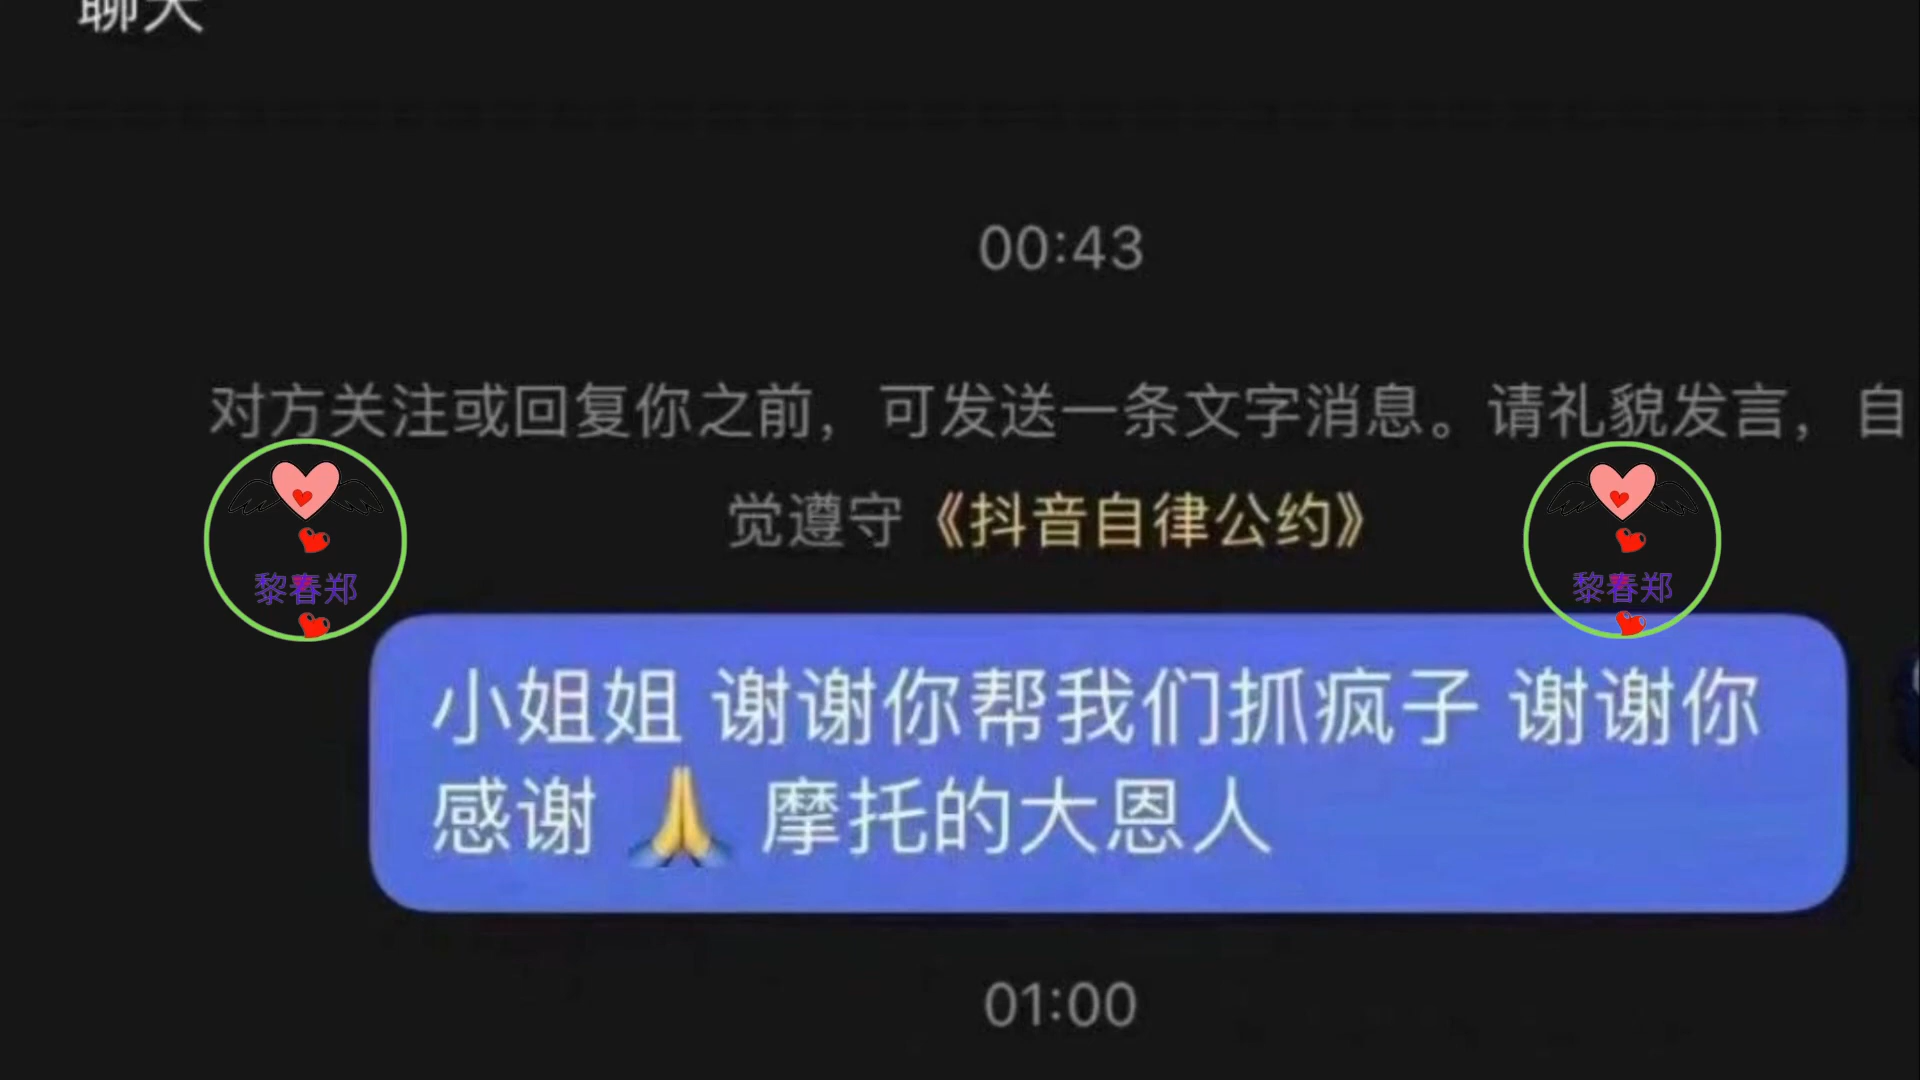 聊天
00:43
对方关注或回复你之前，可发送一条文字消息。请礼貌发言，自
觉遵守《抖音自律公约》
黎春郑
黎春郑
小姐姐 谢谢你帮我们抓疯子 谢谢你
感谢 🙏 摩托的大恩人
01:00